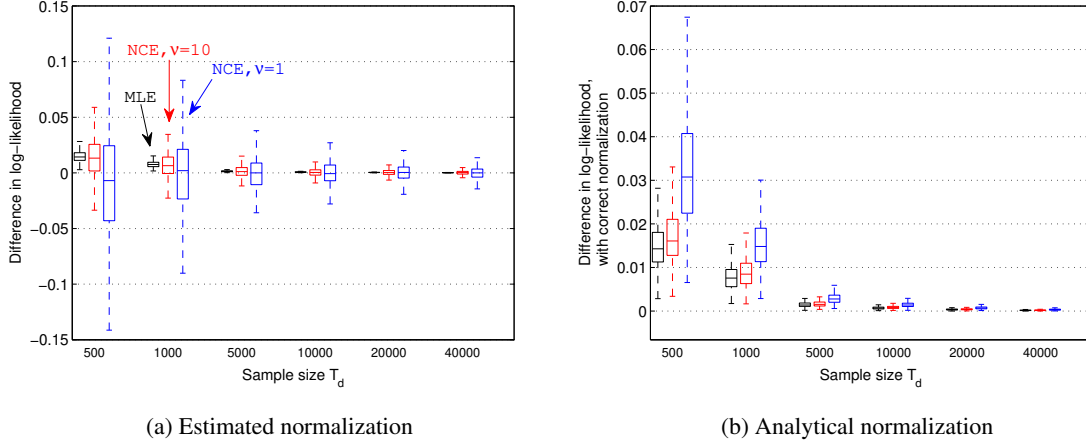 0.15
0.1
0.05
0
−0.05
−0.1
−0.15
Difference in log−likelihood
NCE,ν=10
NCE,ν=1
MLE
500 1000 5000 10000 20000 40000
Sample size T_d
(a) Estimated normalization
0.07
0.06
0.05
0.04
0.03
0.02
0.01
0
Difference in log−likelihood,
with correct normalization
500 1000 5000 10000 20000 40000
Sample size T_d
(b) Analytical normalization